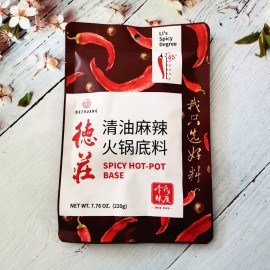 Li's
Spicy
Degree
45°
DEZHUANG
德莊
清油麻辣
火锅底料
SPICY HOT-POT
BASE
NET WT. 7.76 OZ. (220g)
我只选好料